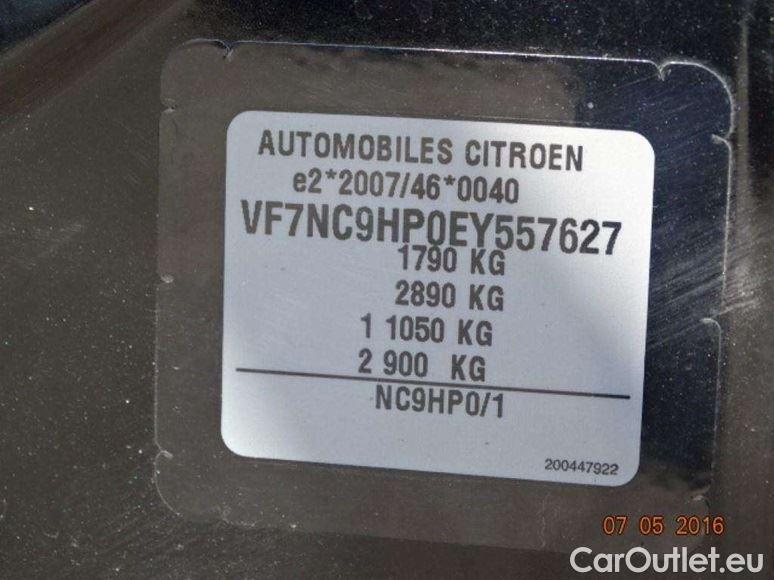 AUTOMOBILES CITROEN
e2*2007/46*0040
VF7NC9HP0EY557627
1790 KG
2890 KG
1 1050 KG
2 900 KG
NC9HP0/1
200447922
07 05 2016
CarOutlet.eu